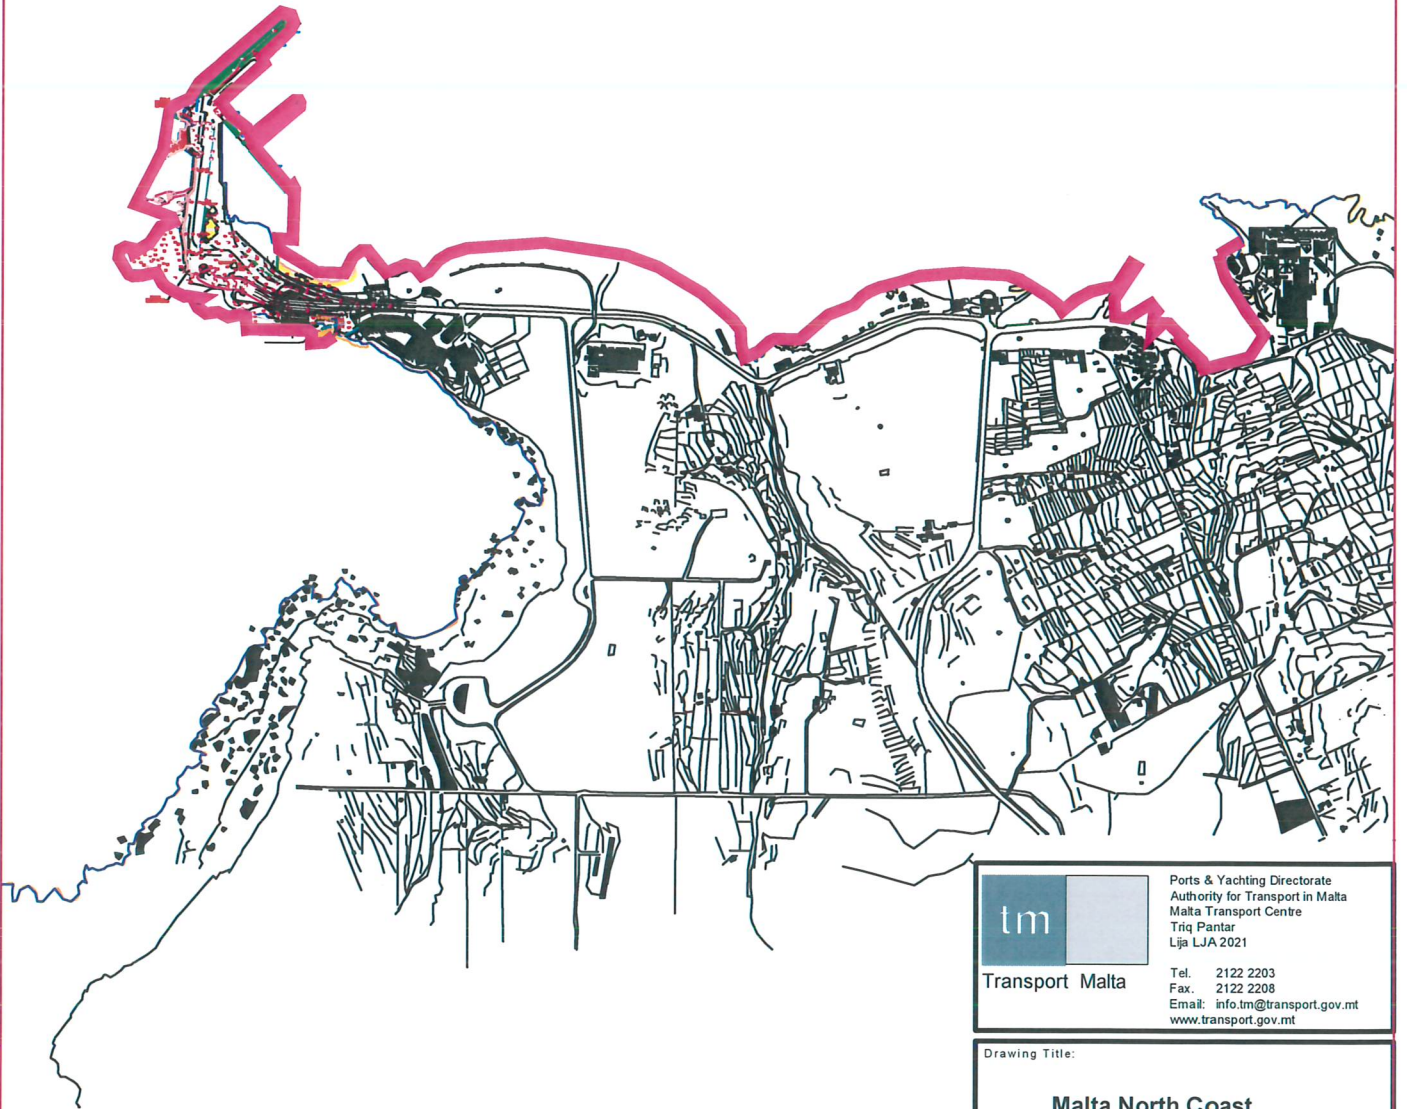 tm
Transport Malta
Ports & Yachting Directorate
Authority for Transport in Malta
Malta Transport Centre
Triq Pantar
Lija LJA 2021
Tel. 2122 2203
Fax. 2122 2208
Email: info.tm@transport.gov.mt
www.transport.gov.mt
Drawing Title:
Malta North Coast